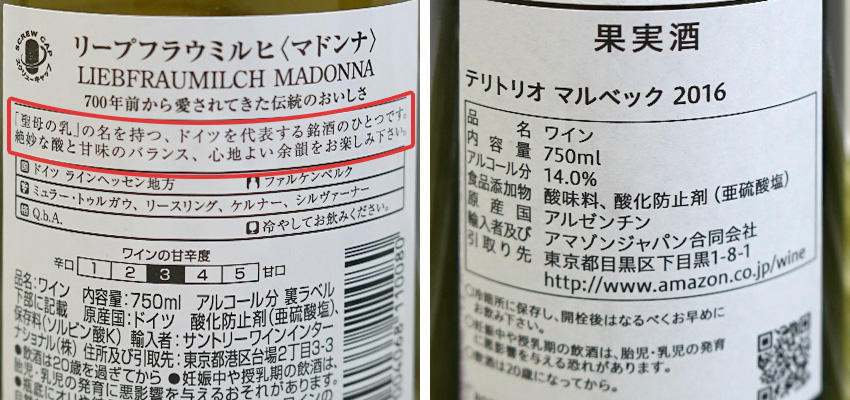 SCREW CAP
スクリューキャップ
リープフラウミルヒ〈マドンナ〉
LIEBFRAUMILCH MADONNA
700年前から愛されてきた伝統のおいしさ
「聖母の乳」の名を持つ、ドイツを代表する銘酒のひとつです。
絶妙な酸と甘味のバランス、心地よい余韻をお楽しみ下さい。
ドイツ ラインヘッセン地方 ファルケンベルク
ミュラー・トゥルガウ、リースリング、ケルナー、シルヴァーナー
Q.b.A. 冷やしてお飲みください。
ワインの甘辛度
辛口 1 2 3 4 5 甘口
品名:ワイン 内容量:750ml アルコール分 裏ラベル
下部に記載 原産国:ドイツ 酸化防止剤(亜硫酸塩)、
保存料(ソルビン酸K) 輸入者:サントリーワインインター
ナショナル(株) 住所及び引取先:東京都港区台場2丁目3-3
●飲酒は20歳を過ぎてから ●妊娠中や授乳期の飲酒は、
胎児・乳児の発育に悪影響を与えるおそれがあります。
4068 110080
果実酒
テリトリオ マルベック 2016
品名 ワイン
内容量 750ml
アルコール分 14.0%
食品添加物 酸味料、酸化防止剤(亜硫酸塩)
原産国 アルゼンチン
輸入者及び アマゾンジャパン合同会社
引取り先 東京都目黒区下目黒1-8-1
http://www.amazon.co.jp/wine
○冷暗所に保存し、開栓後はなるべくお早めに
お飲み下さい。
○妊娠中や授乳期の飲酒は、胎児・乳児の発育
に悪影響を与える恐れがあります。
○飲酒は20歳になってから。